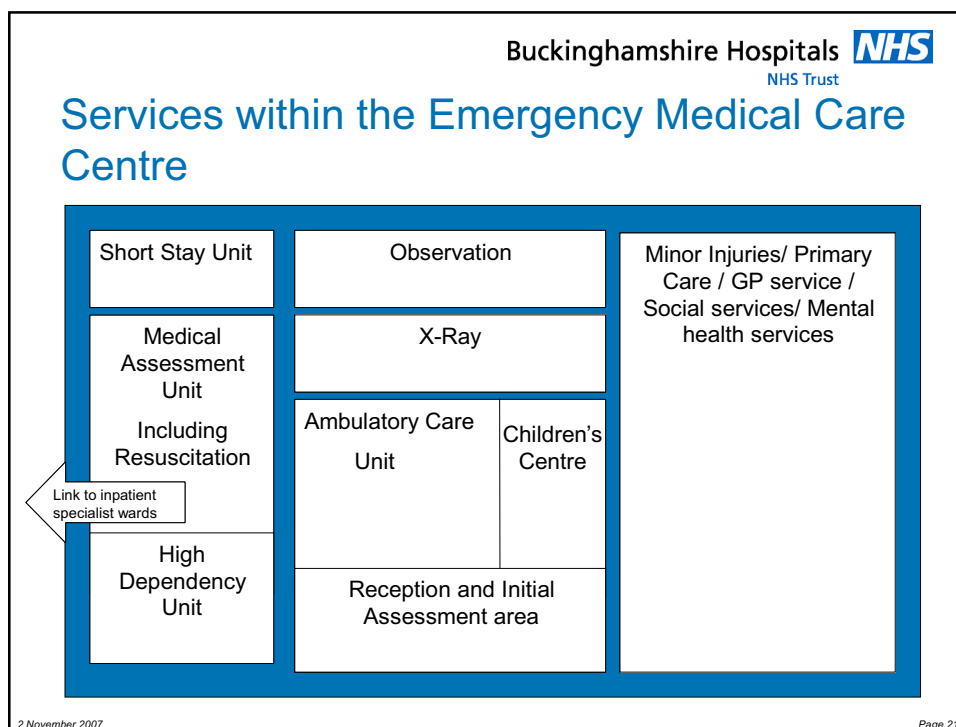 Buckinghamshire Hospitals NHS
NHS Trust
Services within the Emergency Medical Care
Centre
Short Stay Unit
Medical
Assessment
Unit
Including
Resuscitation
Link to inpatient
specialist wards
High
Dependency
Unit
Observation
X-Ray
Ambulatory Care
Unit
Children's
Centre
Reception and Initial
Assessment area
Minor Injuries/ Primary
Care / GP service /
Social services/ Mental
health services
2 November 2007
Page 21